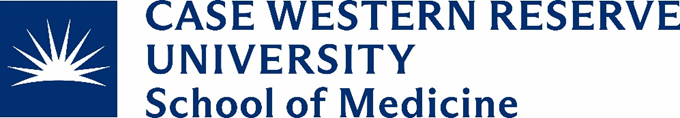 CASE WESTERN RESERVE
UNIVERSITY
School of Medicine